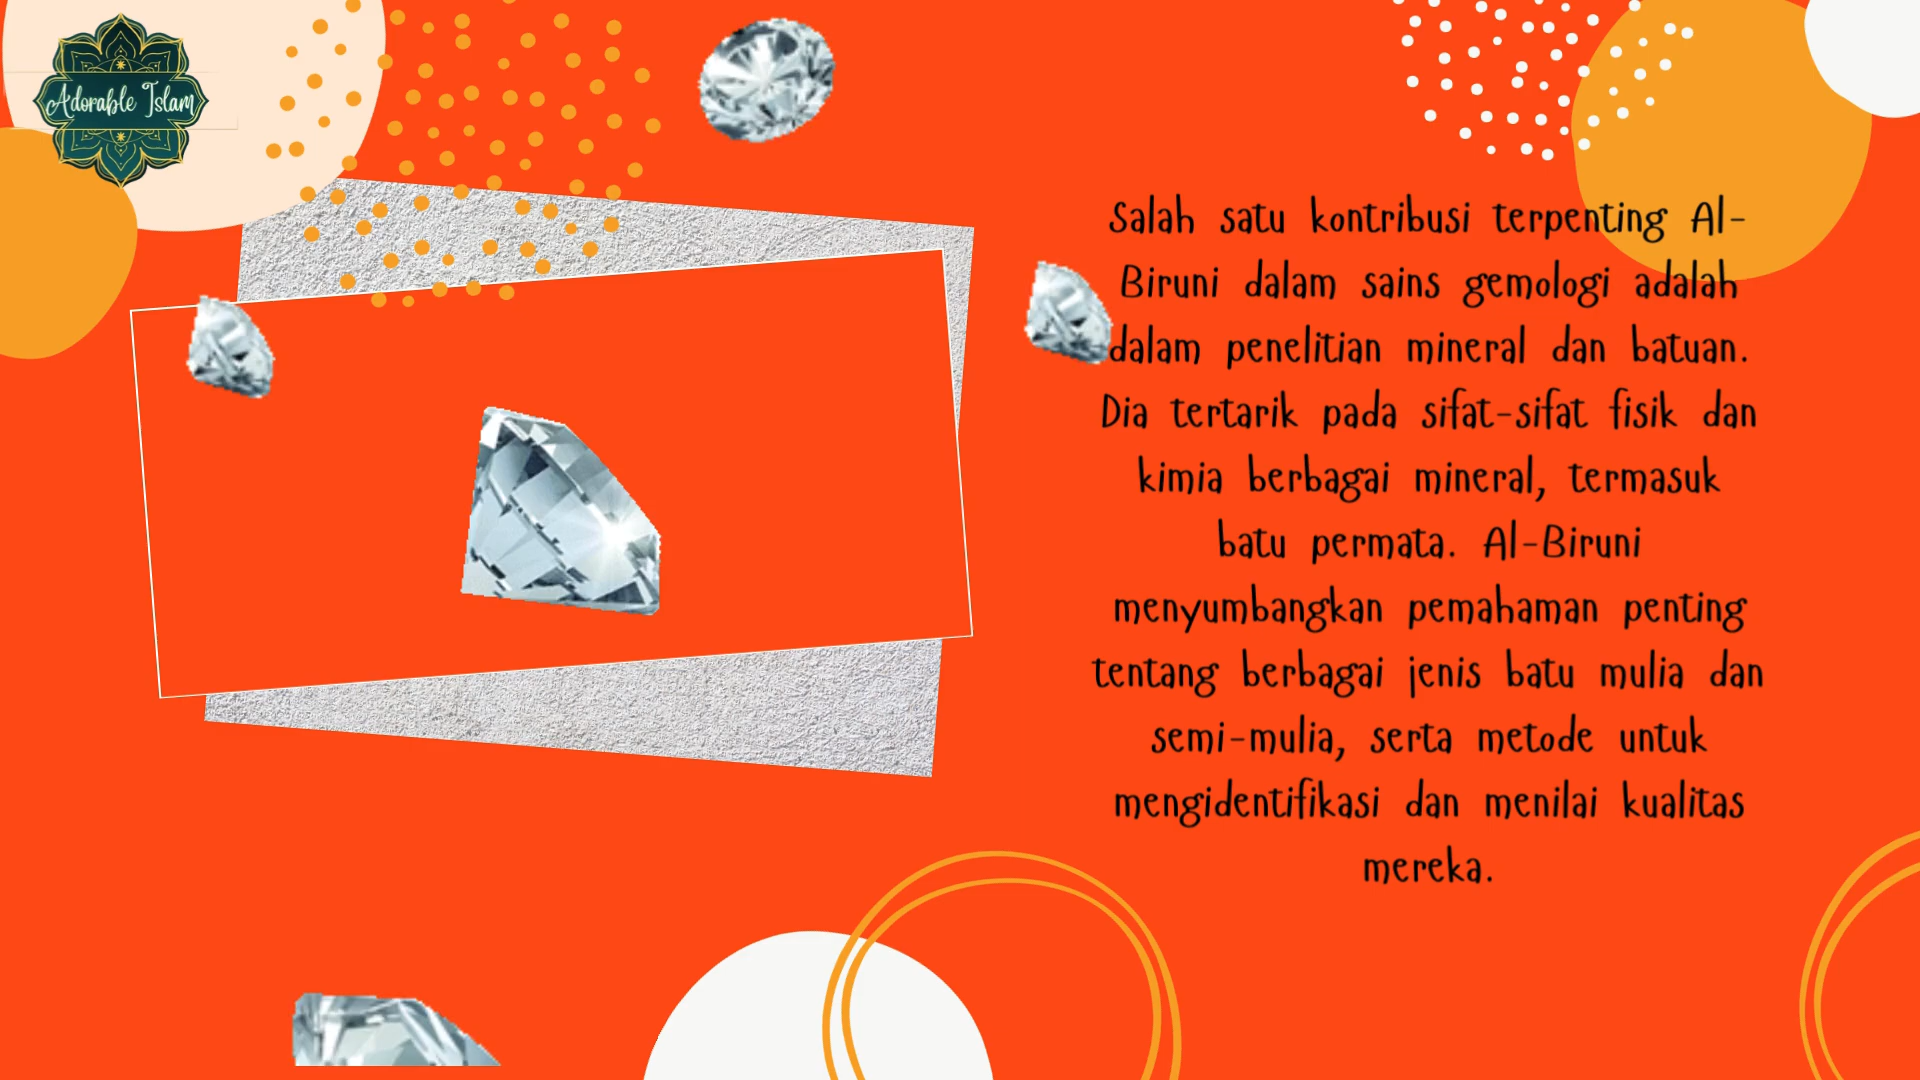 Adorable Islam
Salah satu kontribusi terpenting Al-
Biruni dalam sains gemologi adalah
dalam penelitian mineral dan batuan.
Dia tertarik pada sifat-sifat fisik dan
kimia berbagai mineral, termasuk
batu permata. Al-Biruni
menyumbangkan pemahaman penting
tentang berbagai jenis batu mulia dan
semi-mulia, serta metode untuk
mengidentifikasi dan menilai kualitas
mereka.